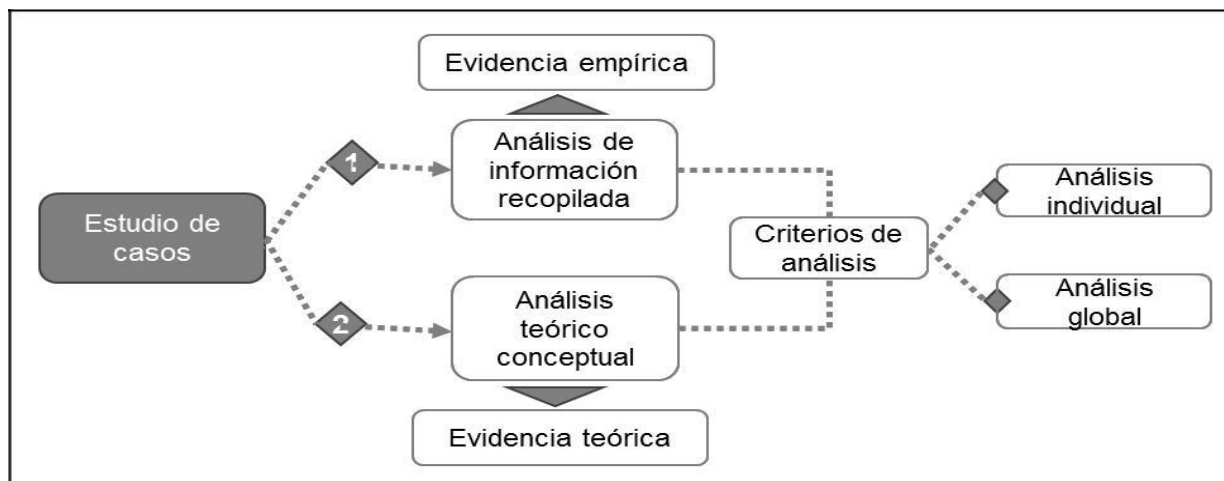 Evidencia empírica
1
Análisis de
información
recopilada
Estudio de
casos
Criterios de
análisis
Análisis
individual
2
Análisis
teórico
conceptual
Análisis
global
Evidencia teórica